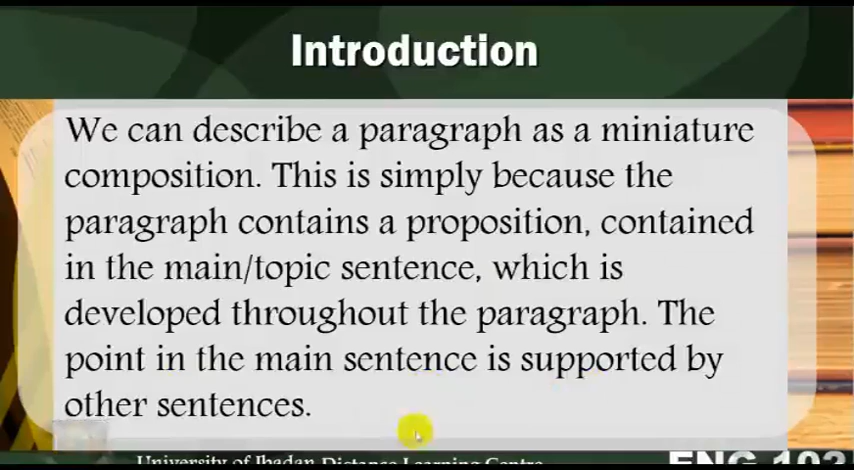 Introduction
We can describe a paragraph as a miniature
composition. This is simply because the
paragraph contains a proposition, contained
in the main/topic sentence, which is
developed throughout the paragraph. The
point in the main sentence is supported by
other sentences.
University of Ibadan Distance Learning Centre
ENG 102